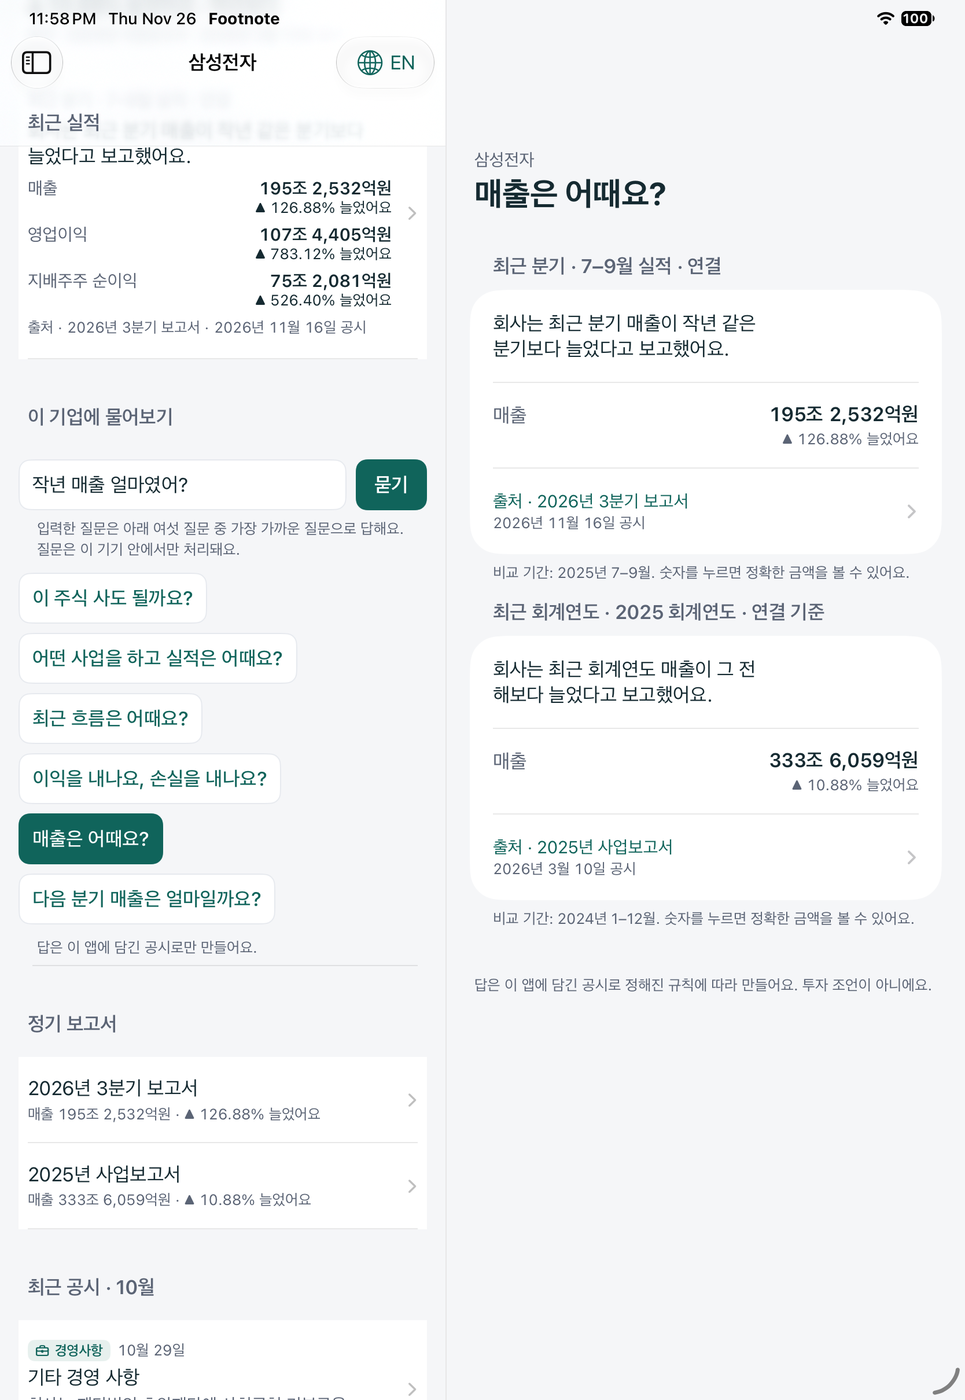 11:58 PM Thu Nov 26 Footnote
100
삼성전자
EN
최근 실적
늘었다고 보고했어요.
매출
195조 2,532억원
▲ 126.88% 늘었어요
영업이익
107조 4,405억원
▲ 783.12% 늘었어요
지배주주 순이익
75조 2,081억원
▲ 526.40% 늘었어요
출처 · 2026년 3분기 보고서 · 2026년 11월 16일 공시
이 기업에 물어보기
작년 매출 얼마였어?
묻기
입력한 질문은 아래 여섯 질문 중 가장 가까운 질문으로 답해요.
질문은 이 기기 안에서만 처리돼요.
이 주식 사도 될까요?
어떤 사업을 하고 실적은 어때요?
최근 흐름은 어때요?
이익을 내나요, 손실을 내나요?
매출은 어때요?
다음 분기 매출은 얼마일까요?
답은 이 앱에 담긴 공시로만 만들어요.
정기 보고서
2026년 3분기 보고서
매출 195조 2,532억원 · ▲ 126.88% 늘었어요
2025년 사업보고서
매출 333조 6,059억원 · ▲ 10.88% 늘었어요
최근 공시 · 10월
경영사항 10월 29일
기타 경영 사항
삼성전자
매출은 어때요?
최근 분기 · 7–9월 실적 · 연결
회사는 최근 분기 매출이 작년 같은
분기보다 늘었다고 보고했어요.
매출
195조 2,532억원
▲ 126.88% 늘었어요
출처 · 2026년 3분기 보고서
2026년 11월 16일 공시
비교 기간: 2025년 7–9월. 숫자를 누르면 정확한 금액을 볼 수 있어요.
최근 회계연도 · 2025 회계연도 · 연결 기준
회사는 최근 회계연도 매출이 그 전
해보다 늘었다고 보고했어요.
매출
333조 6,059억원
▲ 10.88% 늘었어요
출처 · 2025년 사업보고서
2026년 3월 10일 공시
비교 기간: 2024년 1–12월. 숫자를 누르면 정확한 금액을 볼 수 있어요.
답은 이 앱에 담긴 공시로 정해진 규칙에 따라 만들어요. 투자 조언이 아니에요.